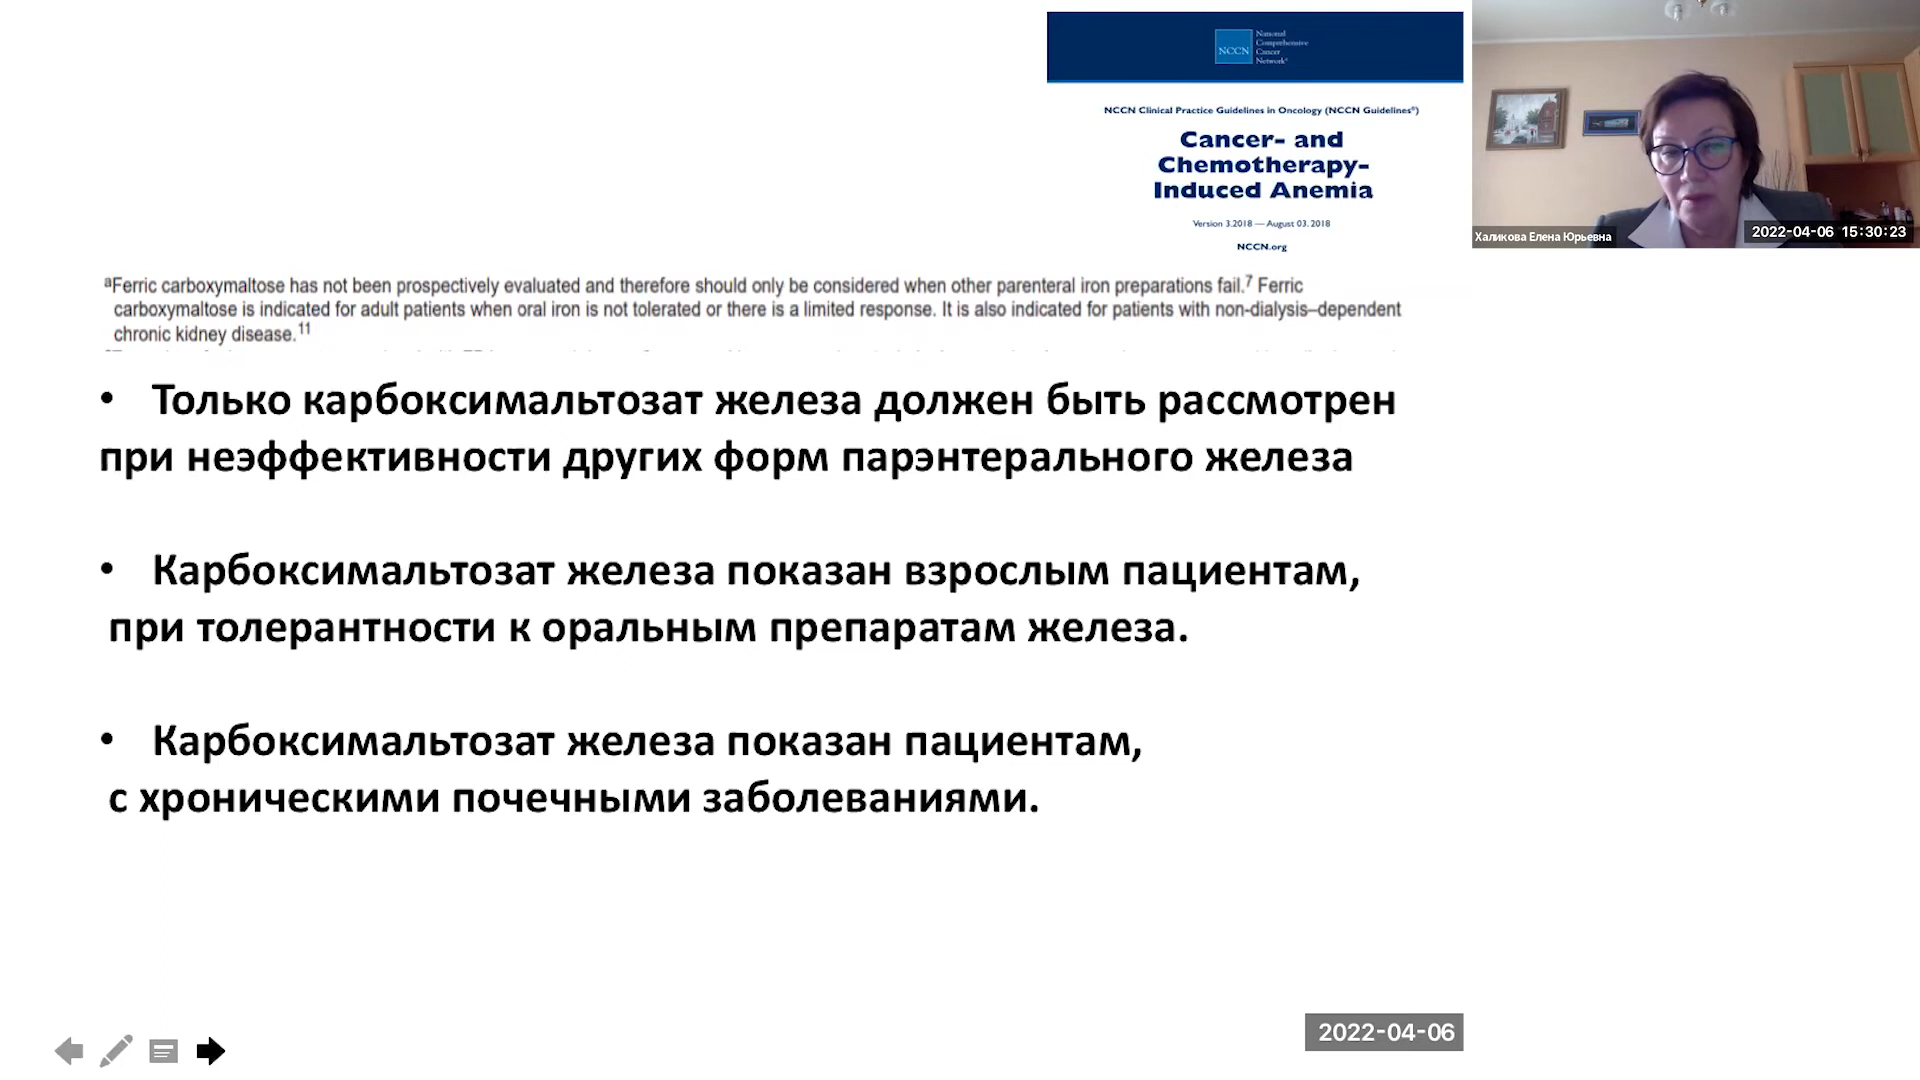 NCCN
National
Comprehensive
Cancer
Network®
NCCN Clinical Practice Guidelines in Oncology (NCCN Guidelines®)
Cancer- and
Chemotherapy-
Induced Anemia
Version 3.2018 — August 03, 2018
NCCN.org
Халикова Елена Юрьевна
2022-04-06 15:30:23
aFerric carboxymaltose has not been prospectively evaluated and therefore should only be considered when other parenteral iron preparations fail.7 Ferric
carboxymaltose is indicated for adult patients when oral iron is not tolerated or there is a limited response. It is also indicated for patients with non-dialysis–dependent
chronic kidney disease.11
• Только карбоксимальтозат железа должен быть рассмотрен
при неэффективности других форм парэнтерального железа
• Карбоксимальтозат железа показан взрослым пациентам,
при толерантности к оральным препаратам железа.
• Карбоксимальтозат железа показан пациентам,
с хроническими почечными заболеваниями.
2022-04-06